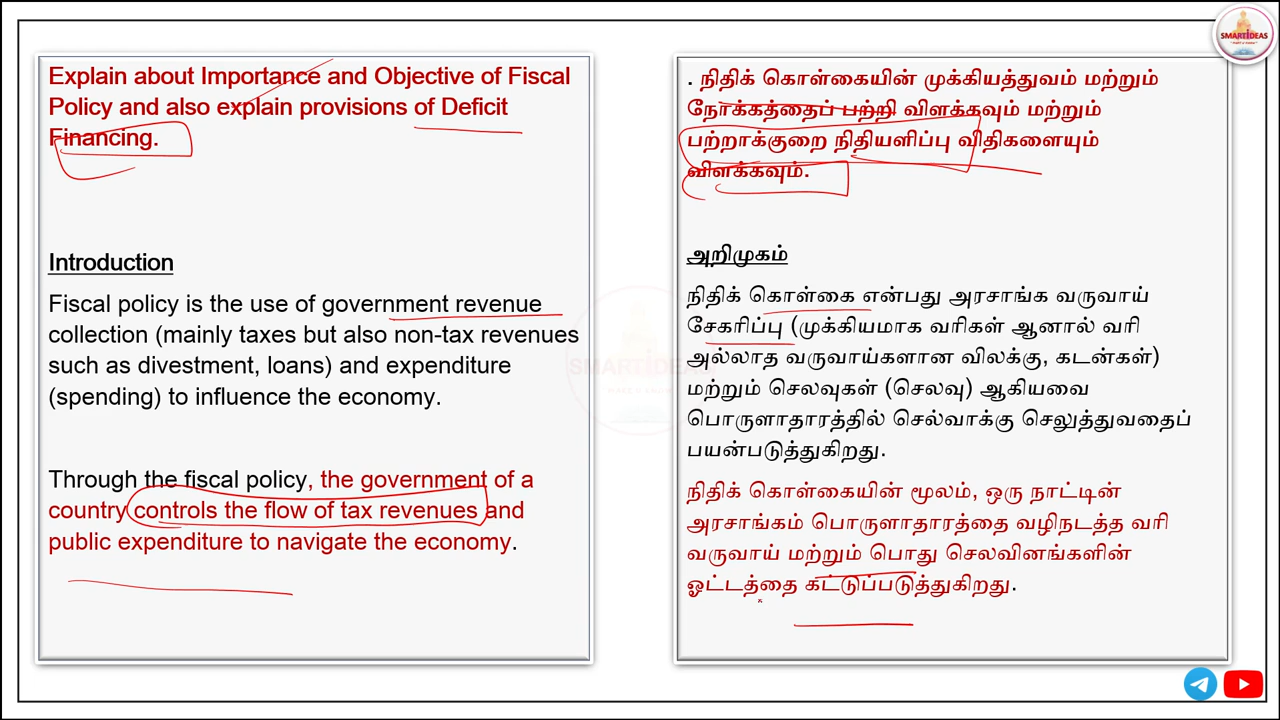 SMARTIDEAS
Explain about Importance and Objective of Fiscal
Policy and also explain provisions of Deficit
Financing.
Introduction
Fiscal policy is the use of government revenue
collection (mainly taxes but also non-tax revenues
such as divestment, loans) and expenditure
(spending) to influence the economy.
Through the fiscal policy, the government of a
country controls the flow of tax revenues and
public expenditure to navigate the economy.
. நிதிக் கொள்கையின் முக்கியத்துவம் மற்றும்
நோக்கத்தைப் பற்றி விளக்கவும் மற்றும்
பற்றாக்குறை நிதியளிப்பு விதிகளையும்
விளக்கவும்.
அறிமுகம்
நிதிக் கொள்கை என்பது அரசாங்க வருவாய்
சேகரிப்பு (முக்கியமாக வரிகள் ஆனால் வரி
அல்லாத வருவாய்களான விலக்கு, கடன்கள்)
மற்றும் செலவுகள் (செலவு) ஆகியவை
பொருளாதாரத்தில் செல்வாக்கு செலுத்துவதைப்
பயன்படுத்துகிறது.
நிதிக் கொள்கையின் மூலம், ஒரு நாட்டின்
அரசாங்கம் பொருளாதாரத்தை வழிநடத்த வரி
வருவாய் மற்றும் பொது செலவினங்களின்
ஓட்டத்தை கட்டுப்படுத்துகிறது.
SMARTIDEAS